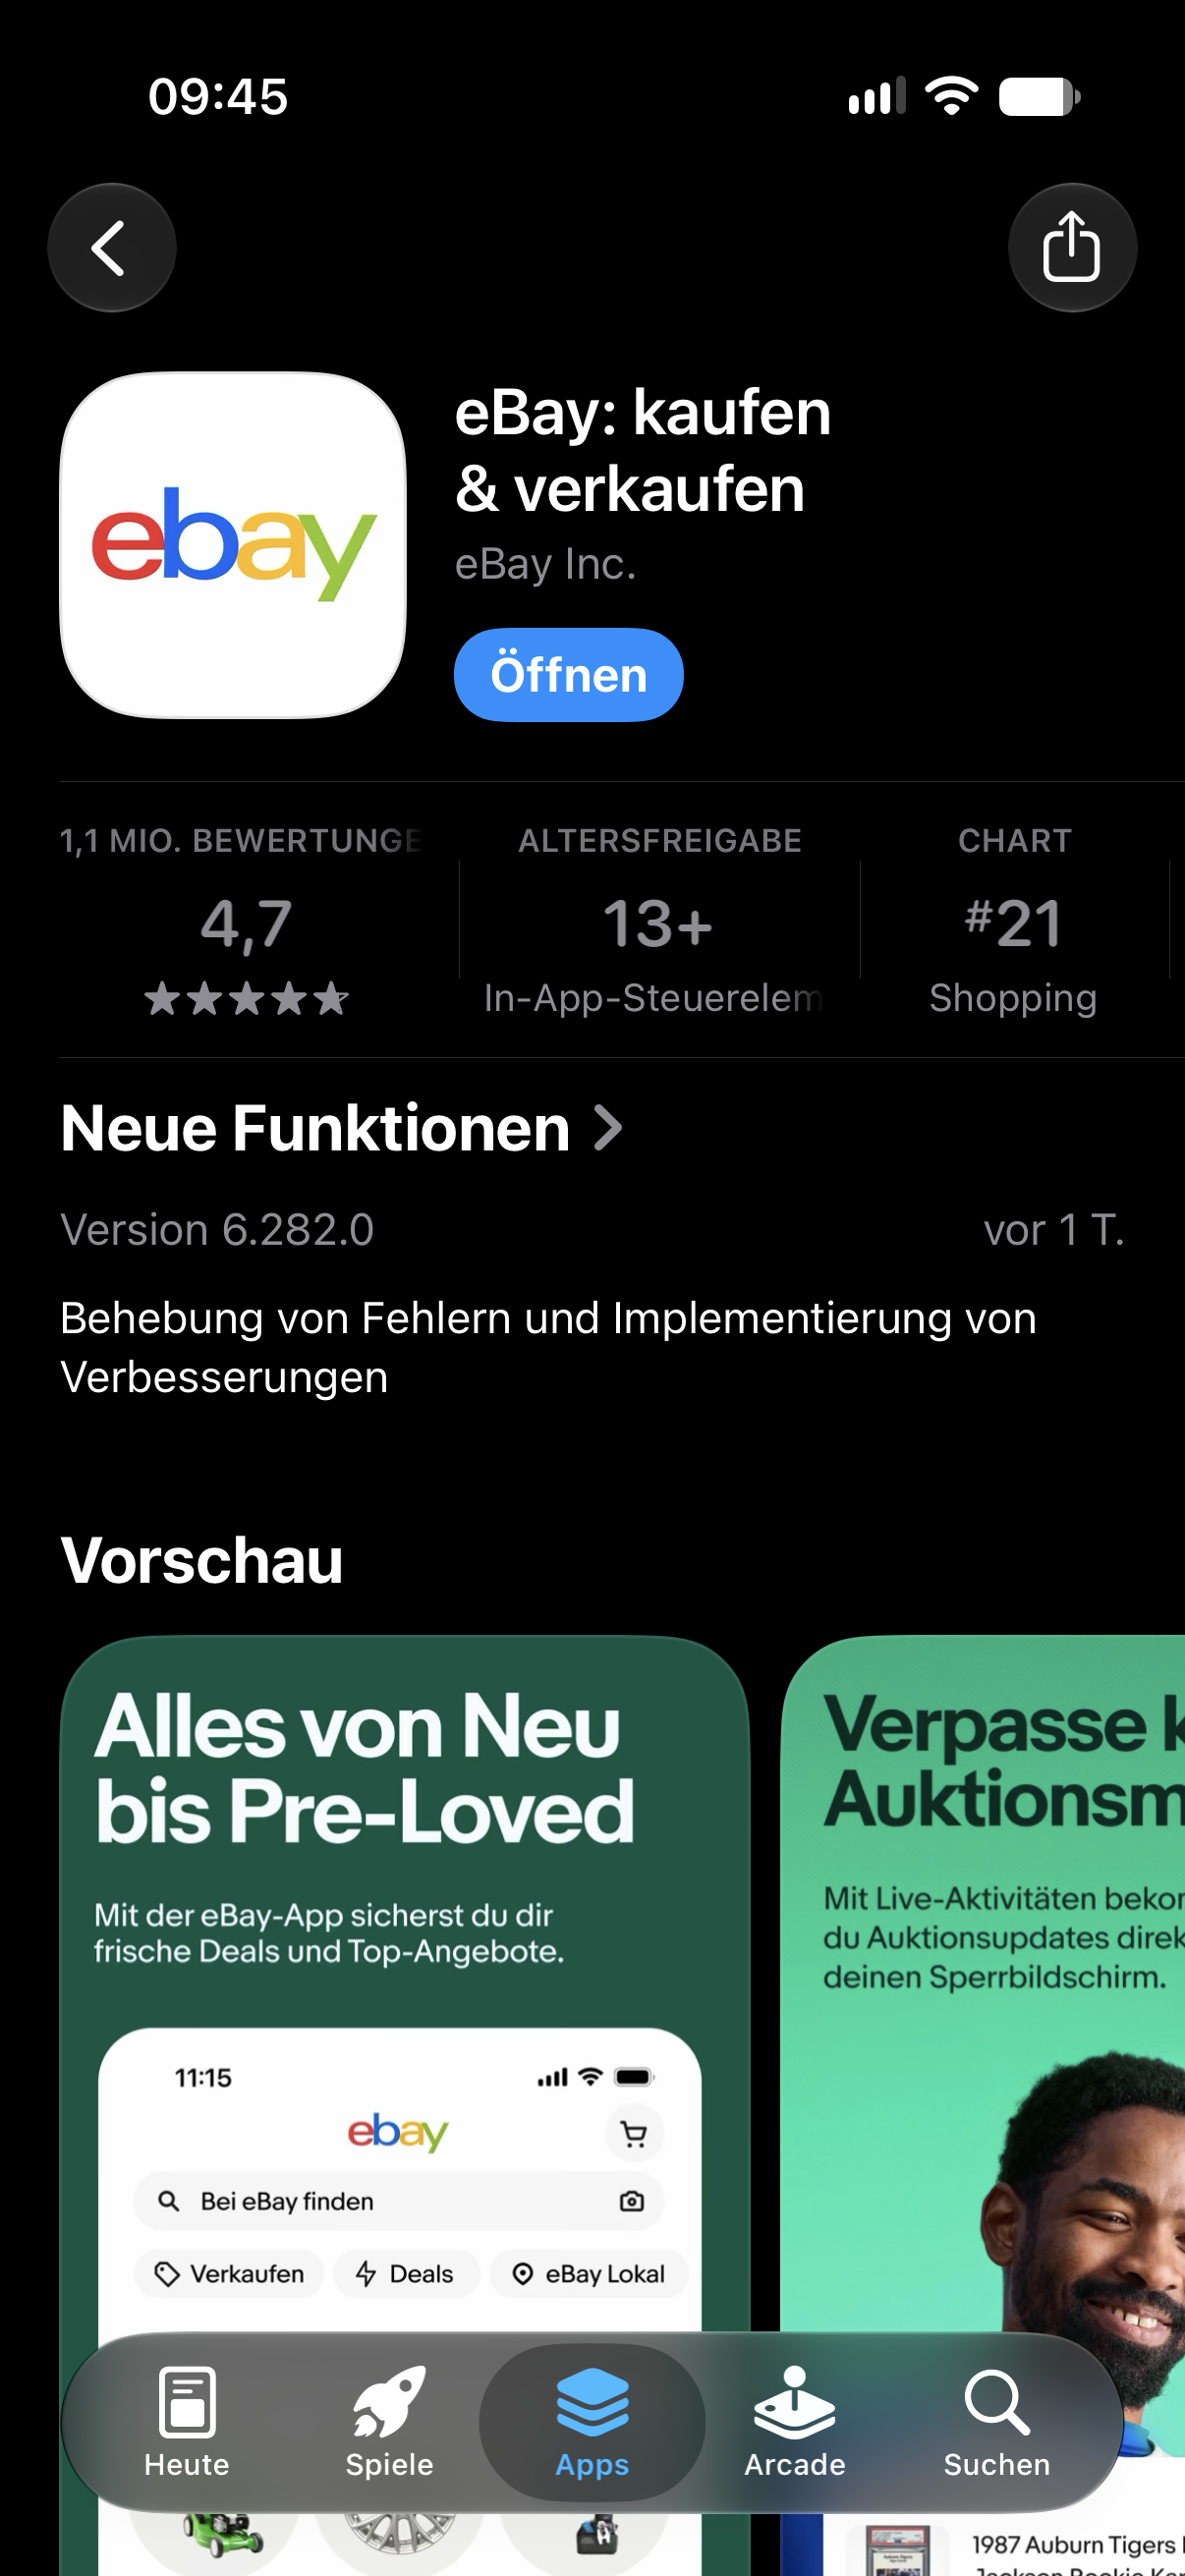 09:45
ebay
eBay: kaufen
& verkaufen
eBay Inc.
Öffnen
1,1 MIO. BEWERTUNGE
4,7
ALTERSFREIGABE
13+
In-App-Steuerelem
CHART
#21
Shopping
Neue Funktionen
Version 6.282.0
vor 1 T.
Behebung von Fehlern und Implementierung von
Verbesserungen
Vorschau
Alles von Neu
bis Pre-Loved
Mit der eBay-App sicherst du dir
frische Deals und Top-Angebote.
11:15
ebay
Bei eBay finden
Verkaufen
Deals
eBay Lokal
Verpasse k
Auktionsm
Mit Live-Aktivitäten bekor
du Auktionsupdates direk
deinen Sperrbildschirm.
1987 Auburn Tigers
Heute
Spiele
Apps
Arcade
Suchen